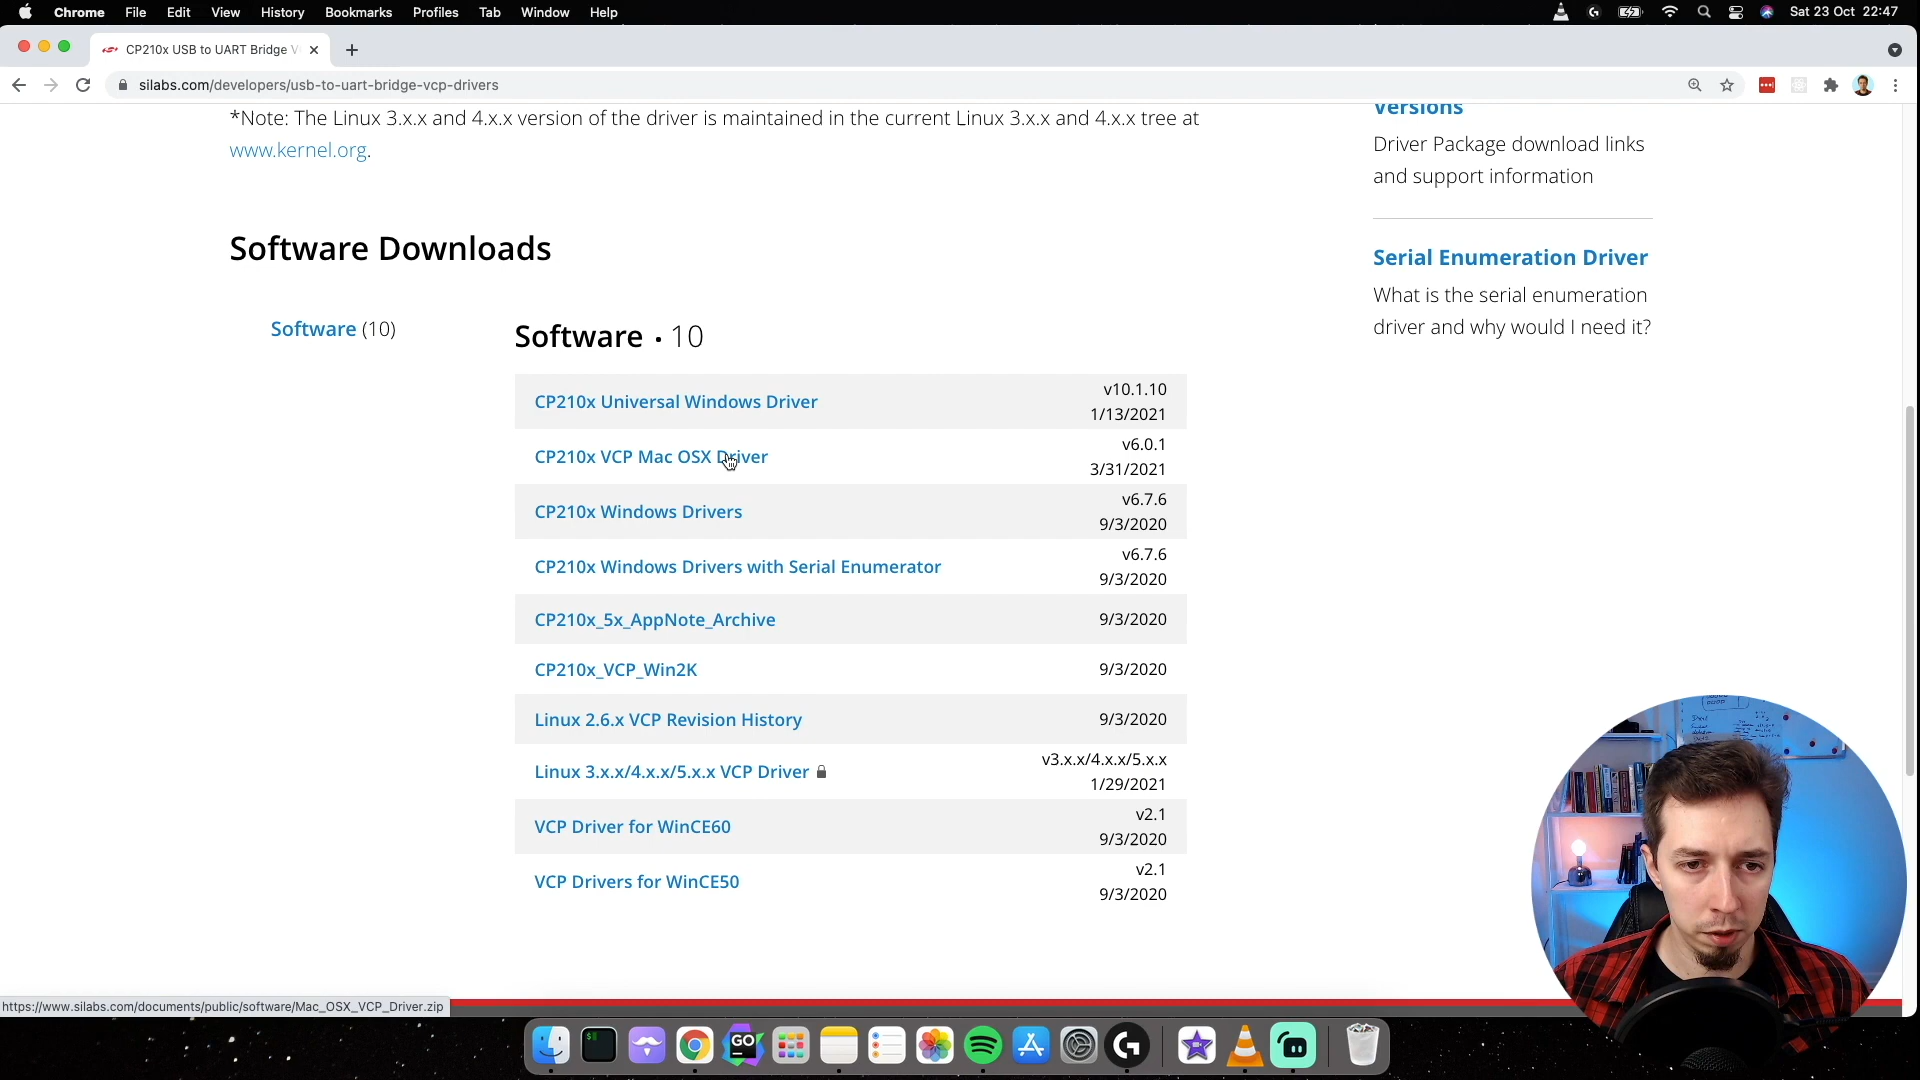 Chrome File Edit View History Bookmarks Profiles Tab Window Help
Sat 23 Oct 22:47
CP210x USB to UART Bridge V
silabs.com/developers/usb-to-uart-bridge-vcp-drivers
*Note: The Linux 3.x.x and 4.x.x version of the driver is maintained in the current Linux 3.x.x and 4.x.x tree at
www.kernel.org.
Versions
Driver Package download links
and support information
Serial Enumeration Driver
What is the serial enumeration
driver and why would I need it?
Software Downloads
Software (10)
Software • 10
CP210x Universal Windows Driver
v10.1.10
1/13/2021
CP210x VCP Mac OSX Driver
v6.0.1
3/31/2021
CP210x Windows Drivers
v6.7.6
9/3/2020
CP210x Windows Drivers with Serial Enumerator
v6.7.6
9/3/2020
CP210x_5x_AppNote_Archive
9/3/2020
CP210x_VCP_Win2K
9/3/2020
Linux 2.6.x VCP Revision History
9/3/2020
Linux 3.x.x/4.x.x/5.x.x VCP Driver
v3.x.x/4.x.x/5.x.x
1/29/2021
VCP Driver for WinCE60
v2.1
9/3/2020
VCP Drivers for WinCE50
v2.1
9/3/2020
https://www.silabs.com/documents/public/software/Mac_OSX_VCP_Driver.zip
GO